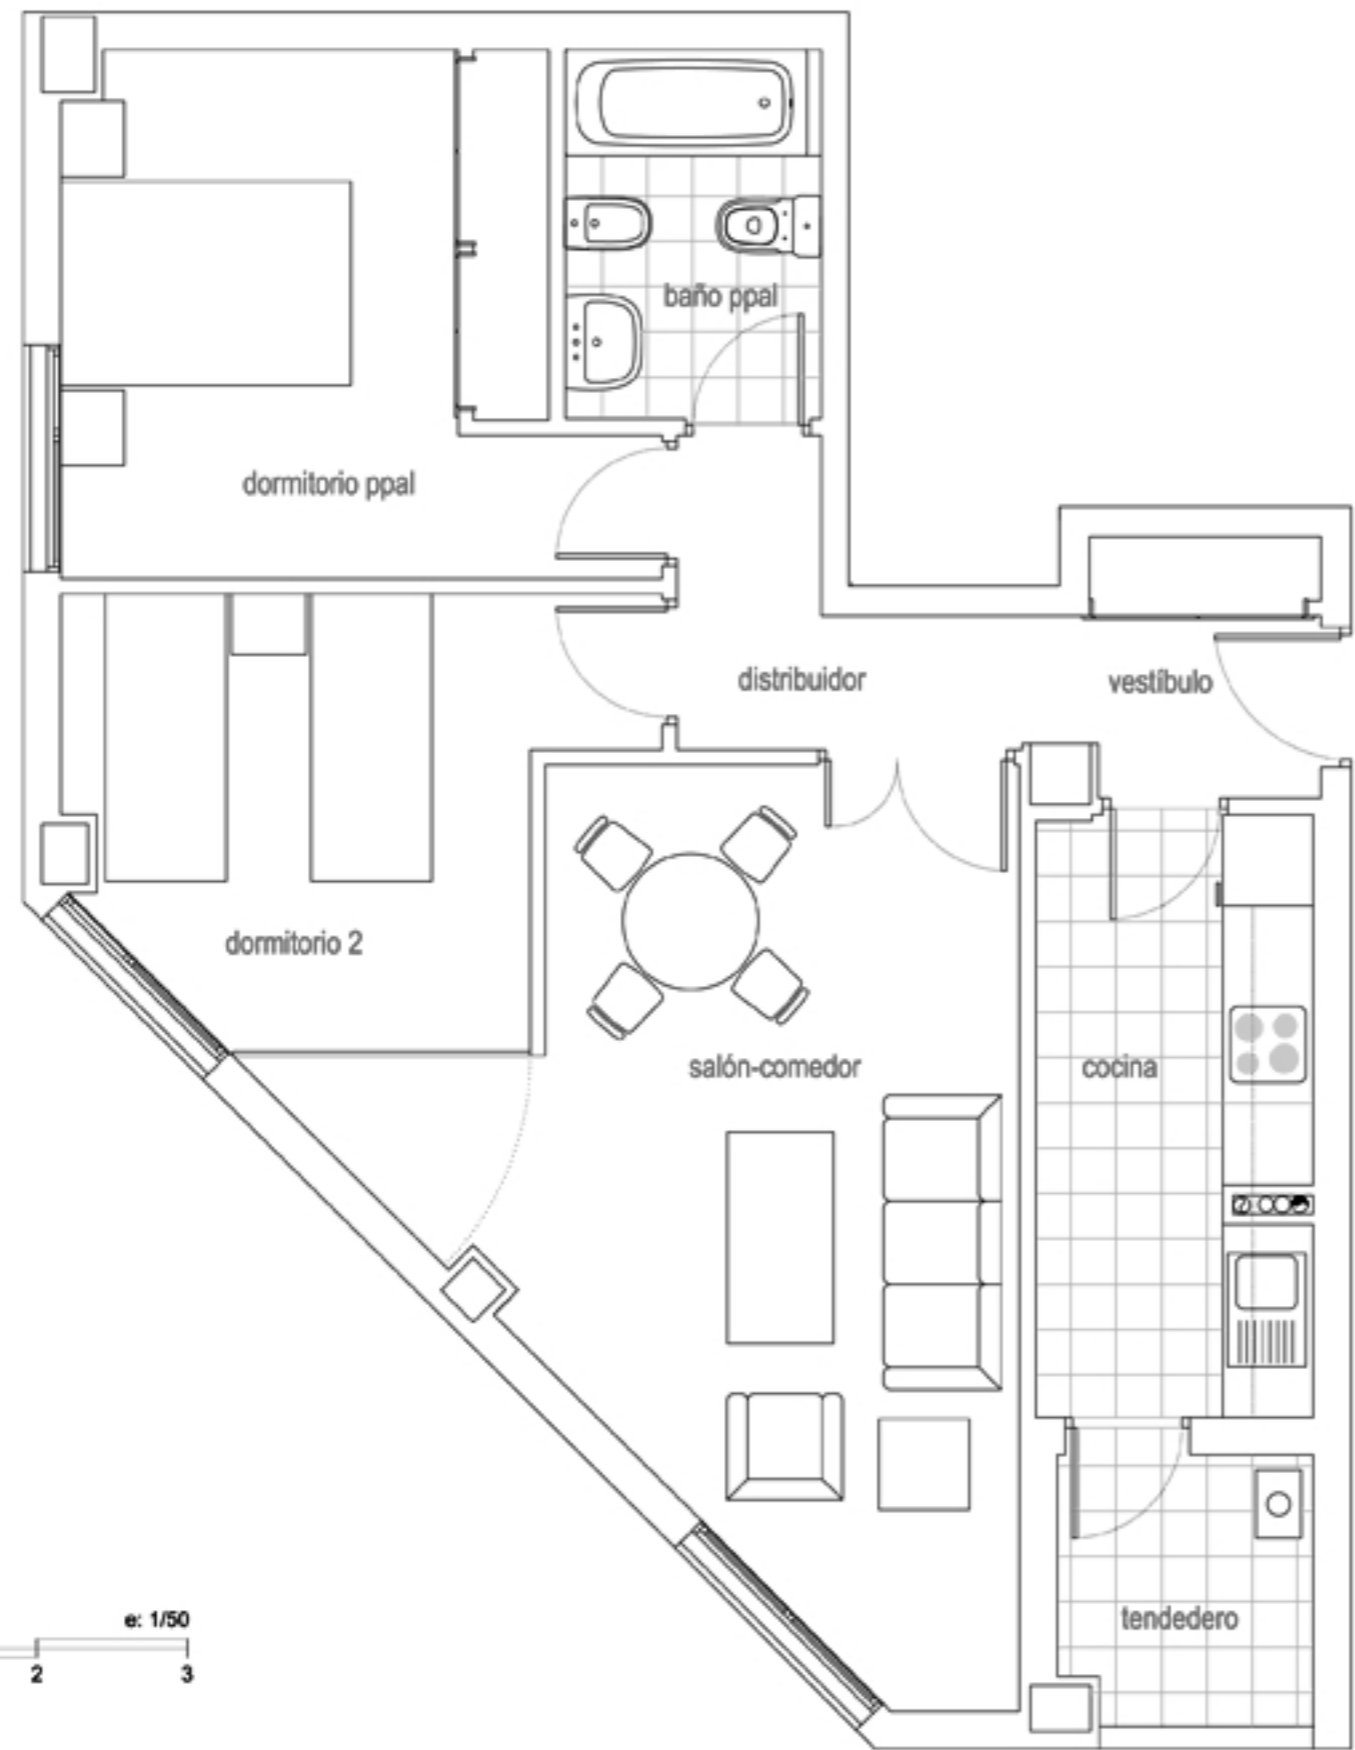 baño ppal
dormitorio ppal
distribuidor
vestíbulo
dormitorio 2
salón-comedor
cocina
tendedero
e: 1/50
2
3